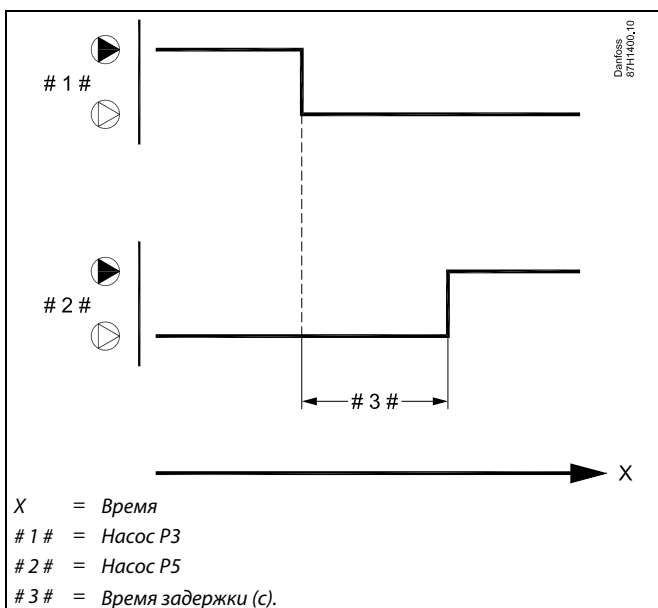 Danfoss
87H1400.10
# 1 #
# 2 #
# 3 #
X
X = Время
# 1 # = Насос P3
# 2 # = Насос P5
# 3 # = Время задержки (с).